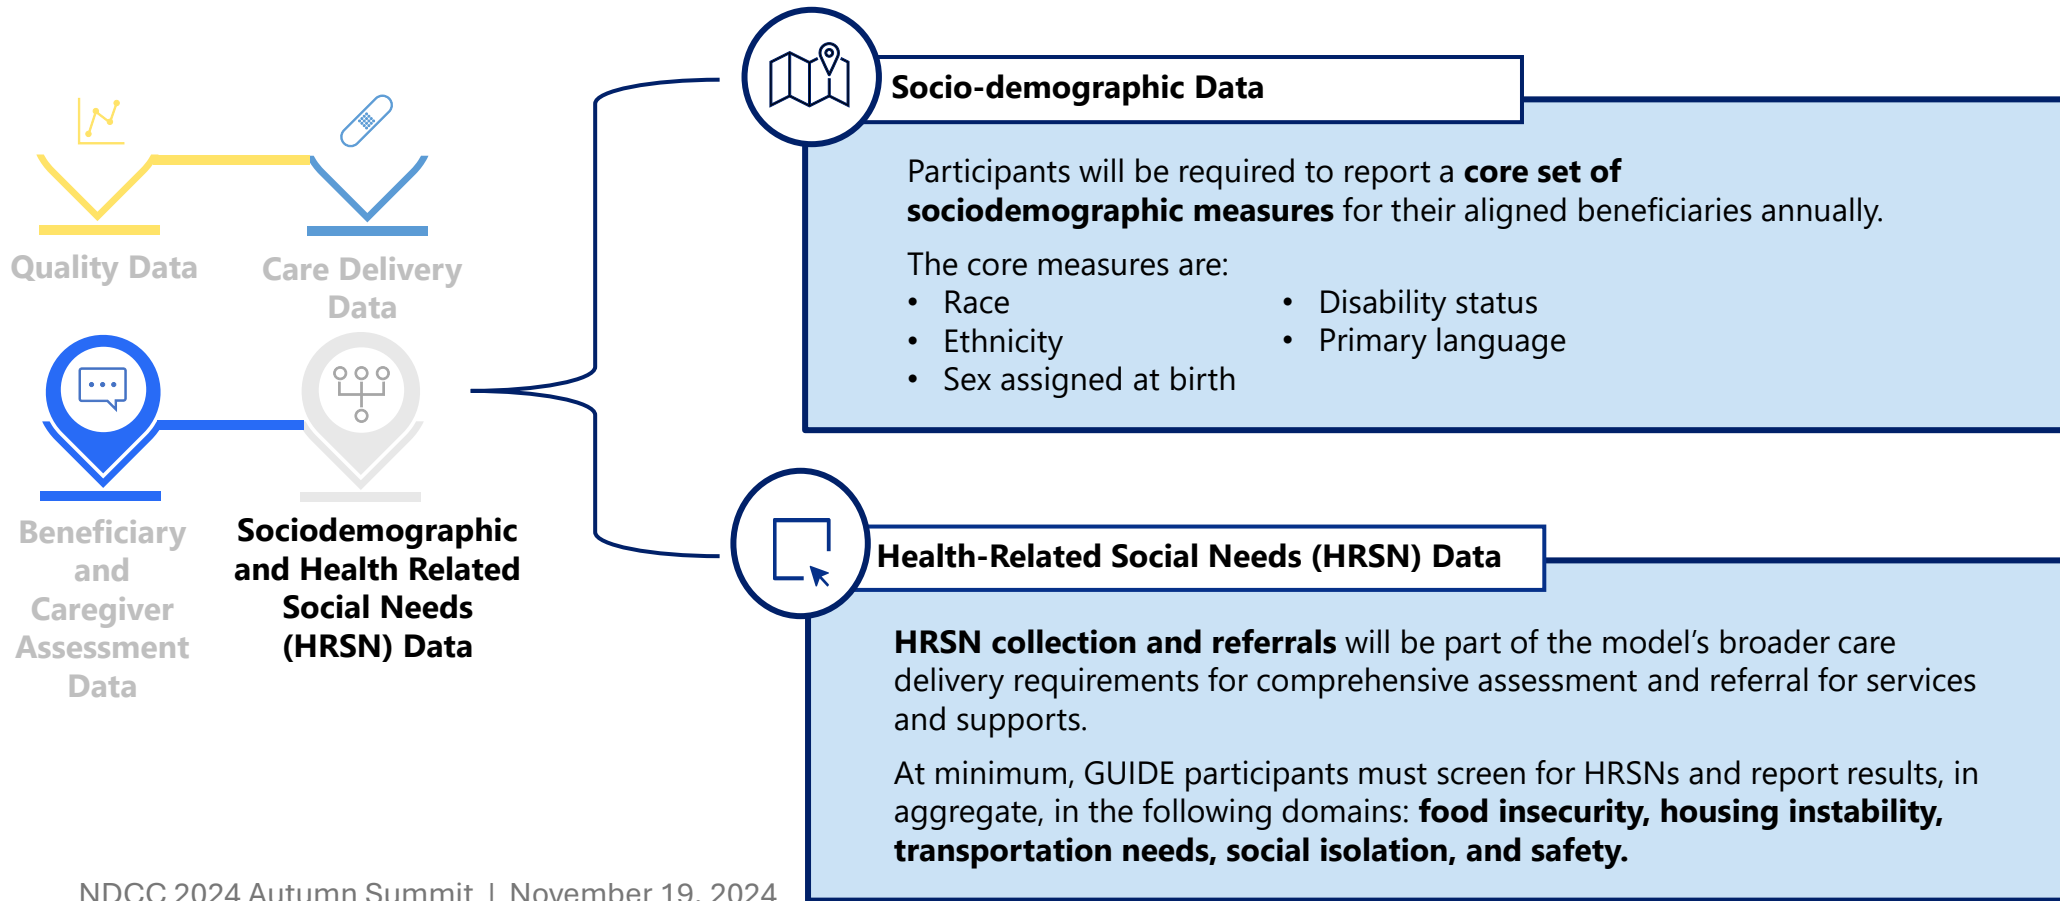 Quality Data
Care Delivery
Data
Beneficiary
and
Caregiver
Assessment
Data
Sociodemographic
and Health Related
Social Needs
(HRSN) Data
Socio-demographic Data
Participants will be required to report a core set of
sociodemographic measures for their aligned beneficiaries annually.
The core measures are:
• Race
• Ethnicity
• Sex assigned at birth
• Disability status
• Primary language
Health-Related Social Needs (HRSN) Data
HRSN collection and referrals will be part of the model’s broader care
delivery requirements for comprehensive assessment and referral for services
and supports.
At minimum, GUIDE participants must screen for HRSNs and report results, in
aggregate, in the following domains: food insecurity, housing instability,
transportation needs, social isolation, and safety.
NDCC 2024 Autumn Summit | November 19, 2024